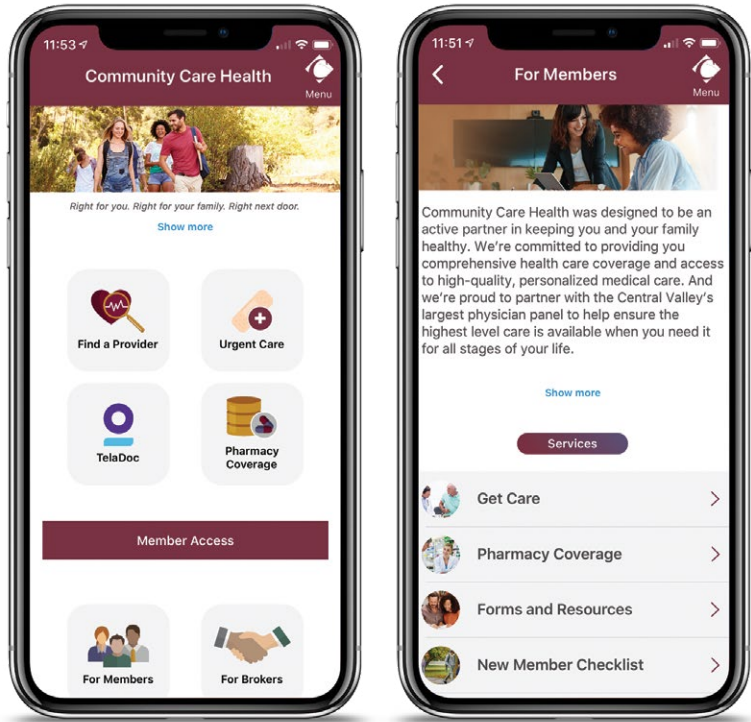 11:53
Community Care Health
Menu
Right for you. Right for your family. Right next door.
Show more
Find a Provider
Urgent Care
TelaDoc
Pharmacy
Coverage
Member Access
For Members
For Brokers
11:51
For Members
Menu
Community Care Health was designed to be an
active partner in keeping you and your family
healthy. We're committed to providing you
comprehensive health care coverage and access
to high-quality, personalized medical care. And
we're proud to partner with the Central Valley's
largest physician panel to help ensure the
highest level care is available when you need it
for all stages of your life.
Show more
Services
Get Care
Pharmacy Coverage
Forms and Resources
New Member Checklist